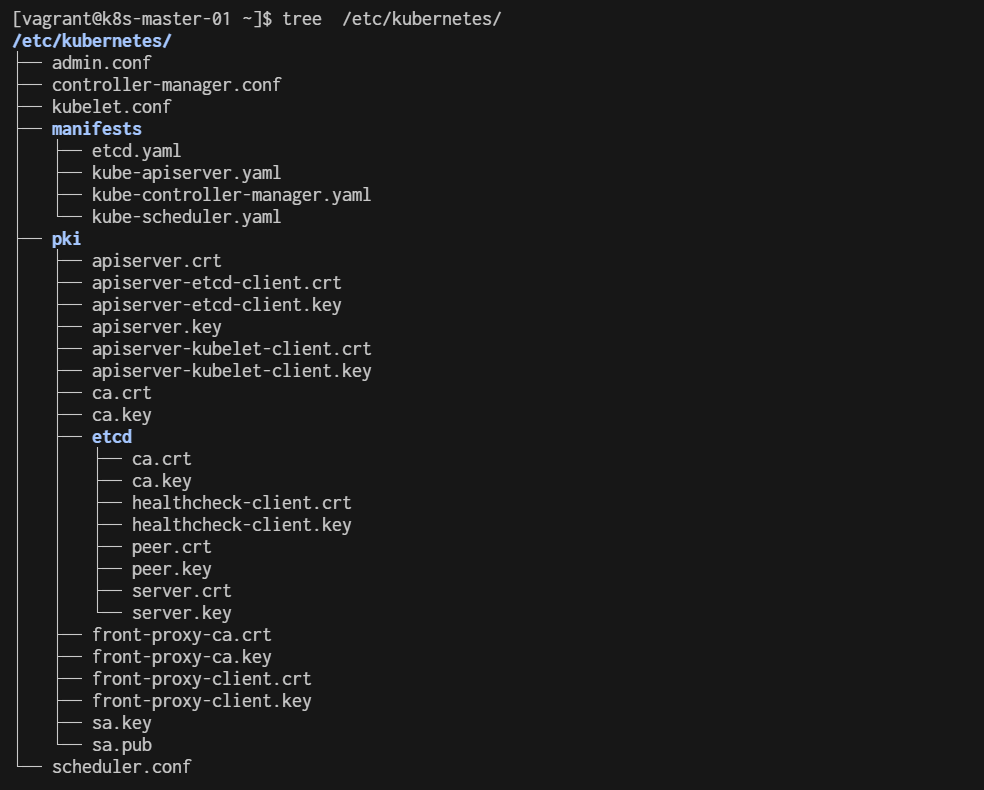 [vagrant@k8s-master-01 ~]$ tree  /etc/kubernetes/
/etc/kubernetes/
├── admin.conf
├── controller-manager.conf
├── kubelet.conf
├── manifests
│   ├── etcd.yaml
│   ├── kube-apiserver.yaml
│   ├── kube-controller-manager.yaml
│   └── kube-scheduler.yaml
├── pki
│   ├── apiserver.crt
│   ├── apiserver-etcd-client.crt
│   ├── apiserver-etcd-client.key
│   ├── apiserver.key
│   ├── apiserver-kubelet-client.crt
│   ├── apiserver-kubelet-client.key
│   ├── ca.crt
│   ├── ca.key
│   ├── etcd
│   │   ├── ca.crt
│   │   ├── ca.key
│   │   ├── healthcheck-client.crt
│   │   ├── healthcheck-client.key
│   │   ├── peer.crt
│   │   ├── peer.key
│   │   ├── server.crt
│   │   └── server.key
│   ├── front-proxy-ca.crt
│   ├── front-proxy-ca.key
│   ├── front-proxy-client.crt
│   ├── front-proxy-client.key
│   ├── sa.key
│   └── sa.pub
└── scheduler.conf